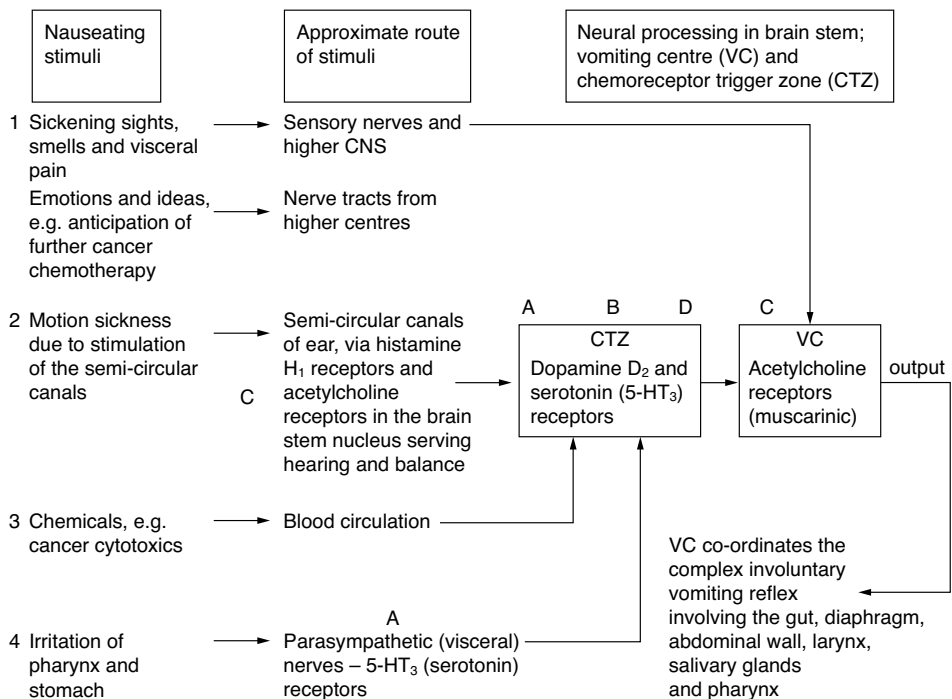 Nauseating
stimuli
Approximate route
of stimuli
Neural processing in brain stem;
vomiting centre (VC) and
chemoreceptor trigger zone (CTZ)
1 Sickening sights,
smells and visceral
pain
Sensory nerves and
higher CNS
Emotions and ideas,
e.g. anticipation of
further cancer
chemotherapy
Nerve tracts from
higher centres
2 Motion sickness
due to stimulation
of the semi-circular
canals
C
Semi-circular canals
of ear, via histamine
H₁ receptors and
acetylcholine
receptors in the brain
stem nucleus serving
hearing and balance
A B D C
CTZ
Dopamine D₂ and
serotonin (5-HT₃)
receptors
VC
Acetylcholine
receptors
(muscarinic)
output
3 Chemicals, e.g.
cancer cytotoxics
Blood circulation
VC co-ordinates the
complex involuntary
vomiting reflex
involving the gut, diaphragm,
abdominal wall, larynx,
salivary glands
and pharynx
4 Irritation of
pharynx and
stomach
A
Parasympathetic (visceral)
nerves – 5-HT₃ (serotonin)
receptors